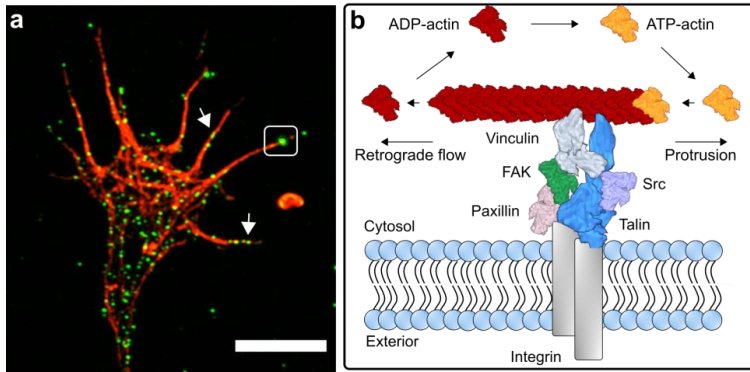 a
b
ADP-actin
ATP-actin
Vinculin
Retrograde flow
Protrusion
FAK
Src
Paxillin
Talin
Cytosol
Exterior
Integrin